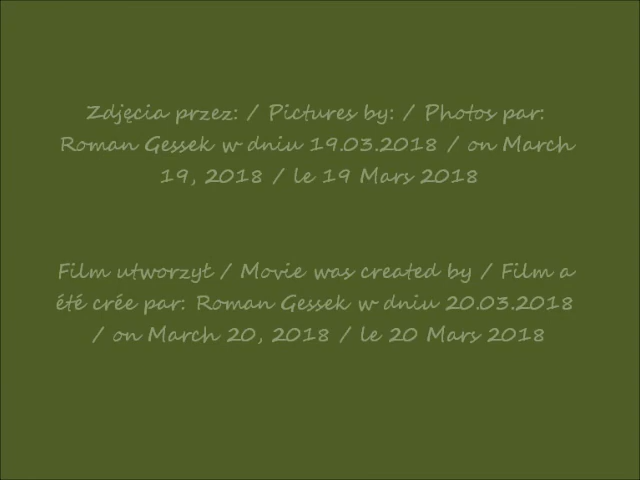 Zdjęcia przez: / Pictures by: / Photos par:
Roman Gessek w dniu 19.03.2018 / on March
19, 2018 / le 19 Mars 2018
Film utworzył / Movie was created by / Film a
été crée par: Roman Gessek w dniu 20.03.2018
/ on March 20, 2018 / le 20 Mars 2018